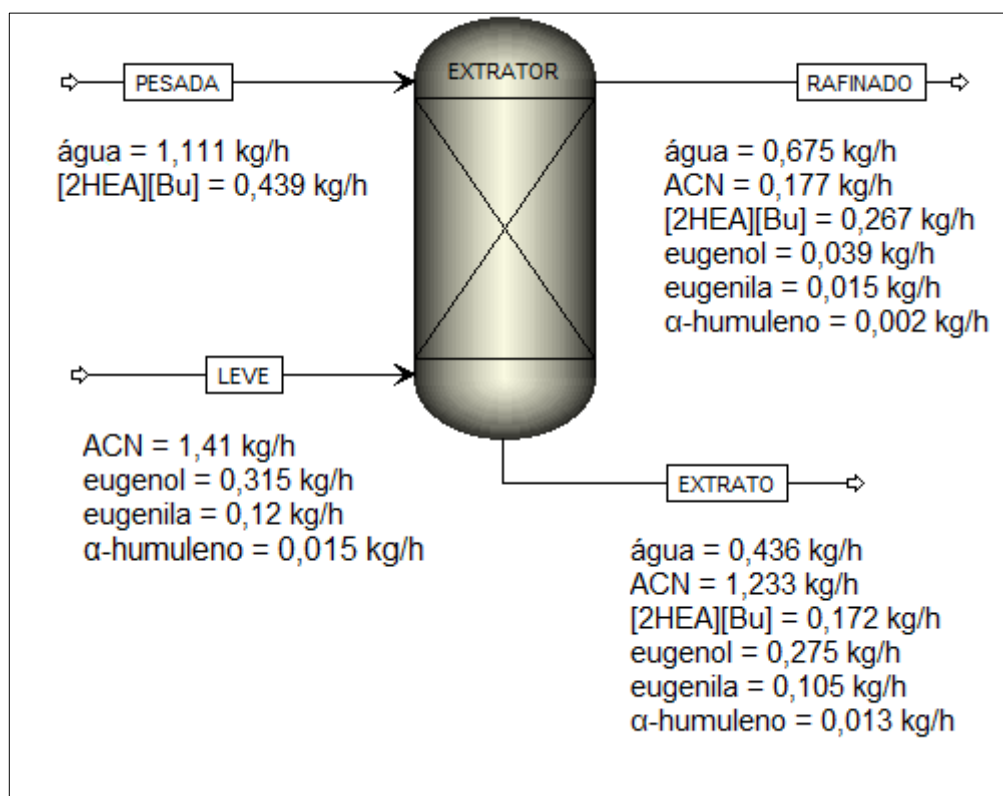 PESADA
água = 1,111 kg/h
[2HEA][Bu] = 0,439 kg/h
EXTRATOR
RAFINADO
água = 0,675 kg/h
ACN = 0,177 kg/h
[2HEA][Bu] = 0,267 kg/h
eugenol = 0,039 kg/h
eugenila = 0,015 kg/h
α-humuleno = 0,002 kg/h
LEVE
ACN = 1,41 kg/h
eugenol = 0,315 kg/h
eugenila = 0,12 kg/h
α-humuleno = 0,015 kg/h
EXTRATO
água = 0,436 kg/h
ACN = 1,233 kg/h
[2HEA][Bu] = 0,172 kg/h
eugenol = 0,275 kg/h
eugenila = 0,105 kg/h
α-humuleno = 0,013 kg/h